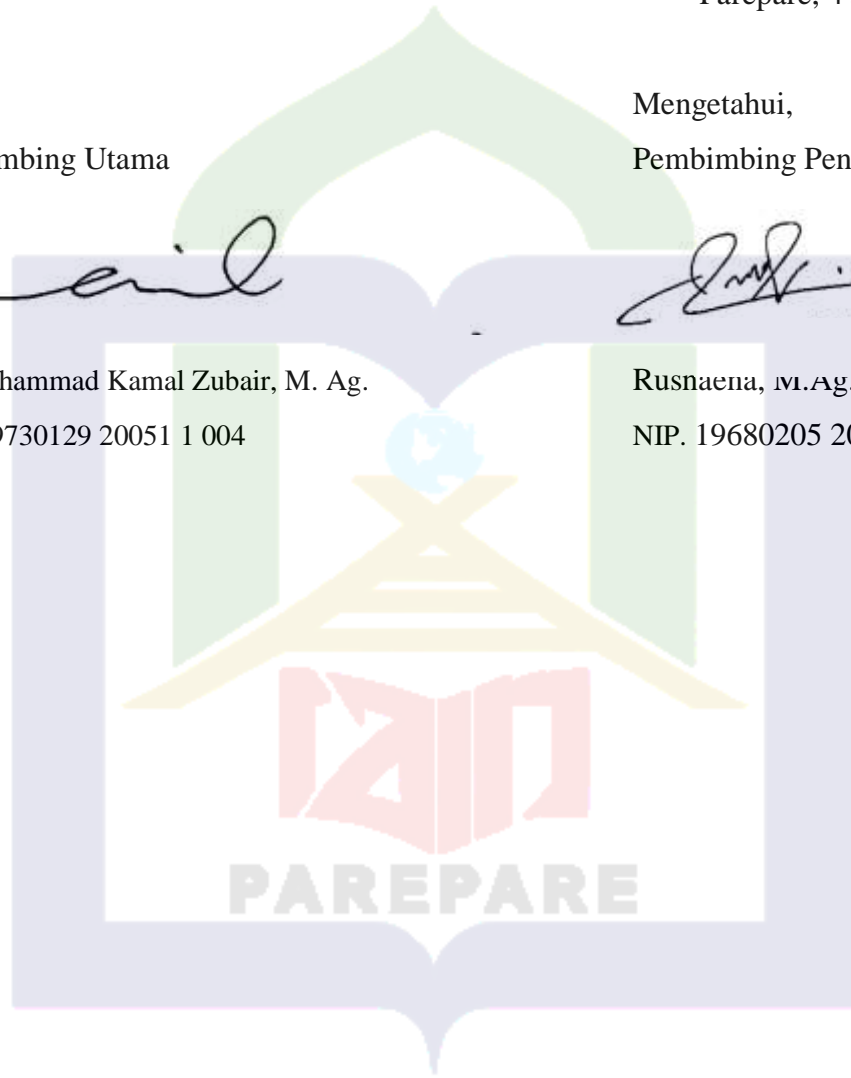 Parepare, 4
Mengetahui,
mbing Utama Pembimbing Pen
hammad Kamal Zubair, M. Ag. Rusnaena, M.Ag.
9730129 20051 1 004 NIP. 19680205 20
iain
PAREPARE